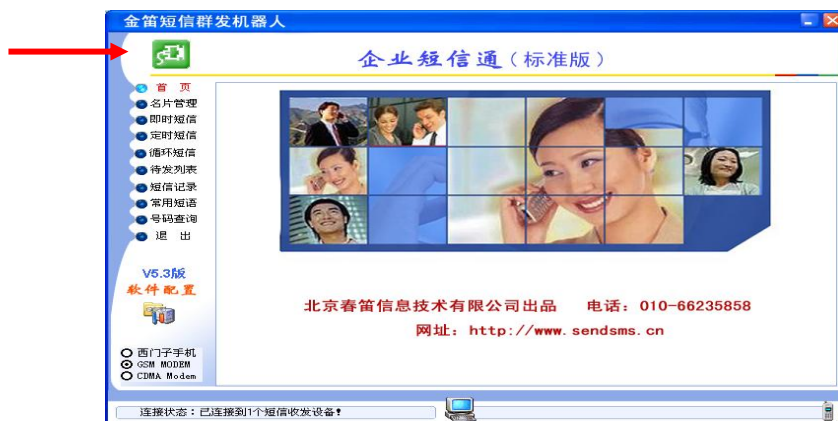 金笛短信群发机器人
企业短信通（标准版）
首 页
名片管理
即时短信
定时短信
循环短信
待发列表
短信记录
常用短语
号码查询
退 出
V5.3版
软件配置
西门子手机
GSM MODEM
CDMA Modem
北京春笛信息技术有限公司出品 电话：010-66235858
网址：http://www.sendsms.cn
连接状态：已连接到1个短信收发设备！